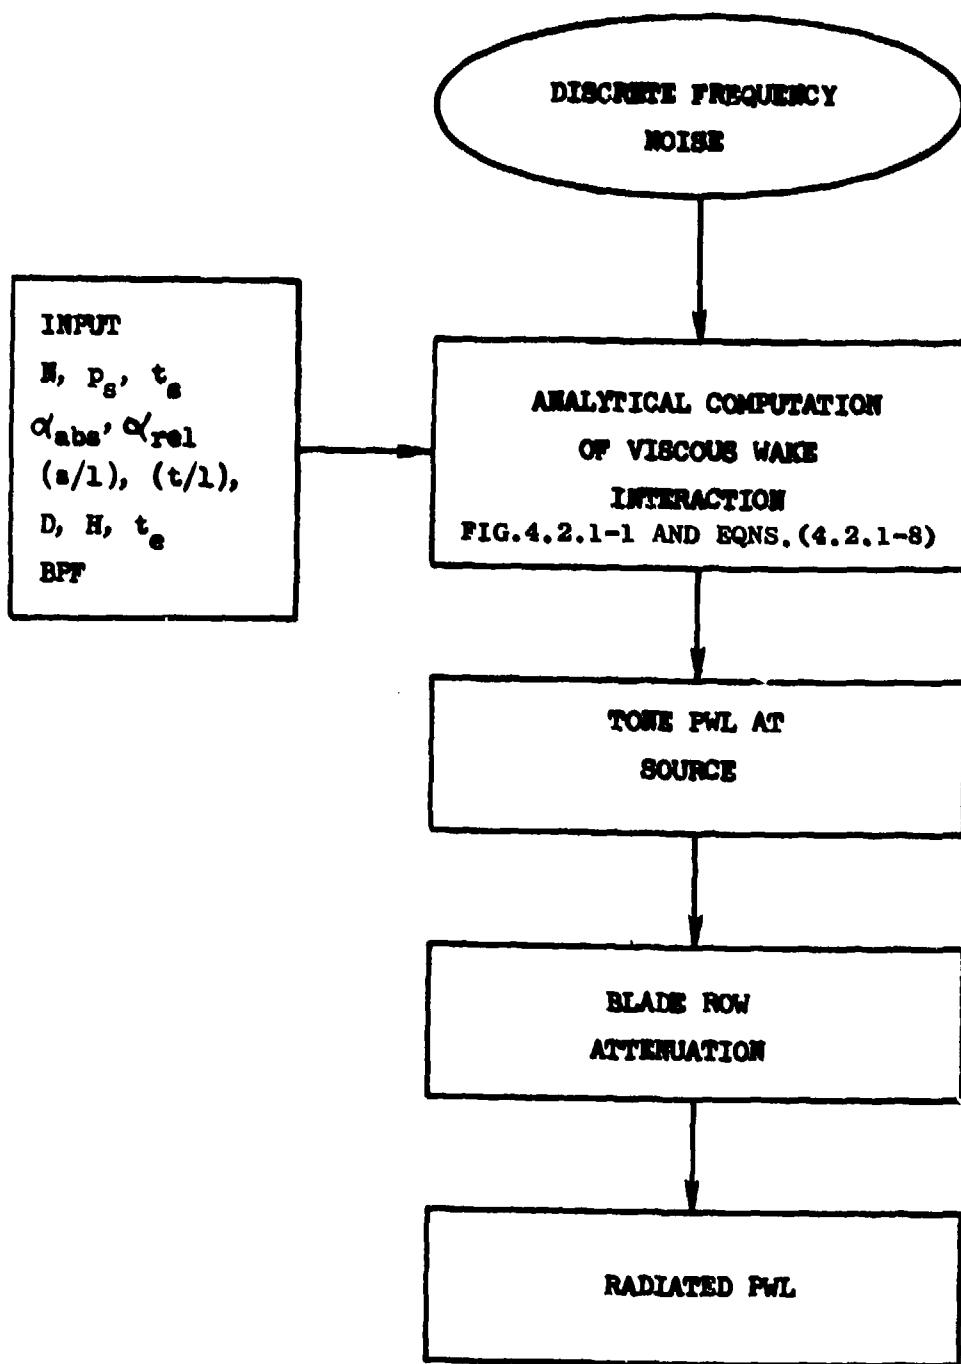 DISCRETE FREQUENCY
NOISE
INPUT
N, p_s, t_s
α_abs, α_rel
(s/l), (t/l),
D, H, t_e
BPF
ANALYTICAL COMPUTATION
OF VISCOUS WAKE
INTERACTION
FIG.4.2.1-1 AND EQNS.(4.2.1-8)
TONE PWL AT
SOURCE
BLADE ROW
ATTENUATION
RADIATED PWL